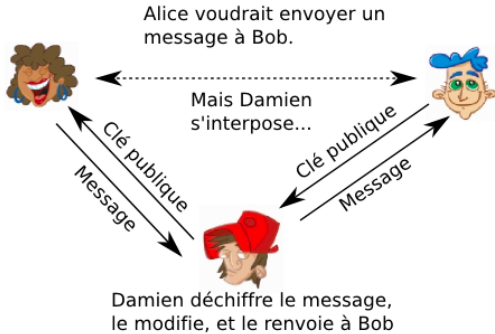 Alice voudrait envoyer un
message à Bob.
Mais Damien
s'interpose...
Clé publique
Message
Clé publique
Message
Damien déchiffre le message,
le modifie, et le renvoie à Bob